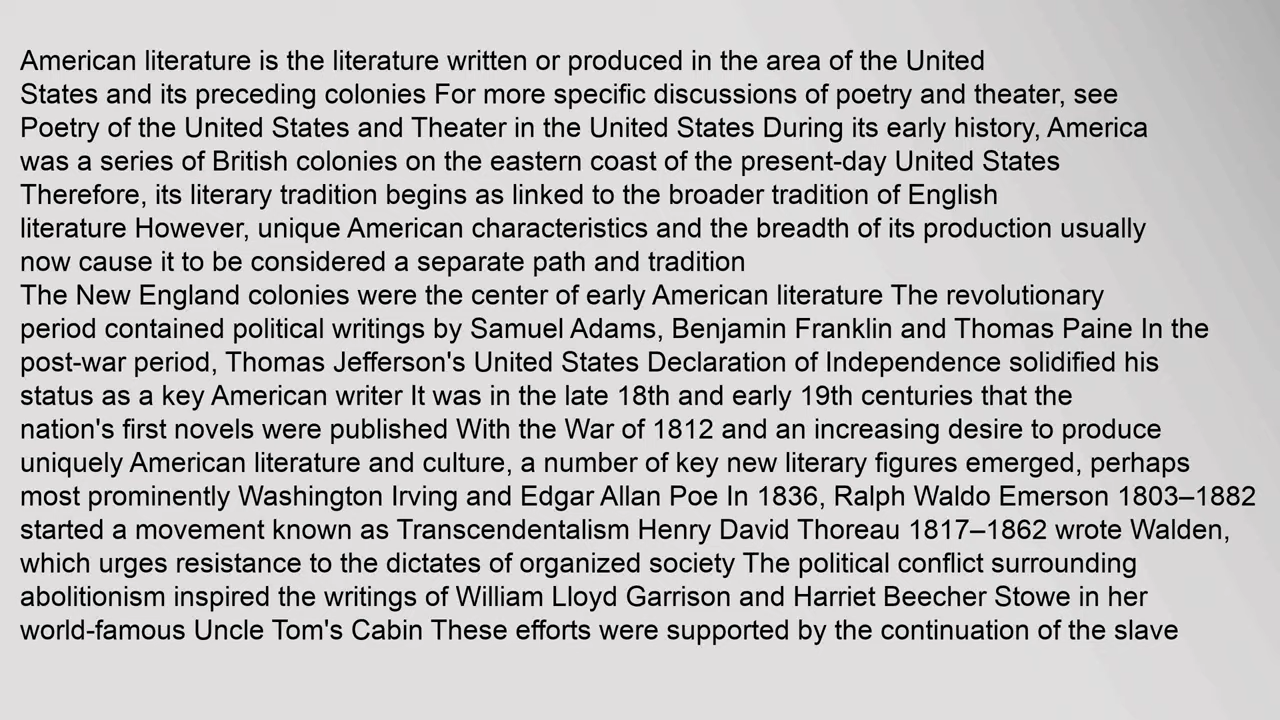 American literature is the literature written or produced in the area of the United
States and its preceding colonies For more specific discussions of poetry and theater, see
Poetry of the United States and Theater in the United States During its early history, America
was a series of British colonies on the eastern coast of the present-day United States
Therefore, its literary tradition begins as linked to the broader tradition of English
literature However, unique American characteristics and the breadth of its production usually
now cause it to be considered a separate path and tradition
The New England colonies were the center of early American literature The revolutionary
period contained political writings by Samuel Adams, Benjamin Franklin and Thomas Paine In the
post-war period, Thomas Jefferson's United States Declaration of Independence solidified his
status as a key American writer It was in the late 18th and early 19th centuries that the
nation's first novels were published With the War of 1812 and an increasing desire to produce
uniquely American literature and culture, a number of key new literary figures emerged, perhaps
most prominently Washington Irving and Edgar Allan Poe In 1836, Ralph Waldo Emerson 1803–1882
started a movement known as Transcendentalism Henry David Thoreau 1817–1862 wrote Walden,
which urges resistance to the dictates of organized society The political conflict surrounding
abolitionism inspired the writings of William Lloyd Garrison and Harriet Beecher Stowe in her
world-famous Uncle Tom's Cabin These efforts were supported by the continuation of the slave